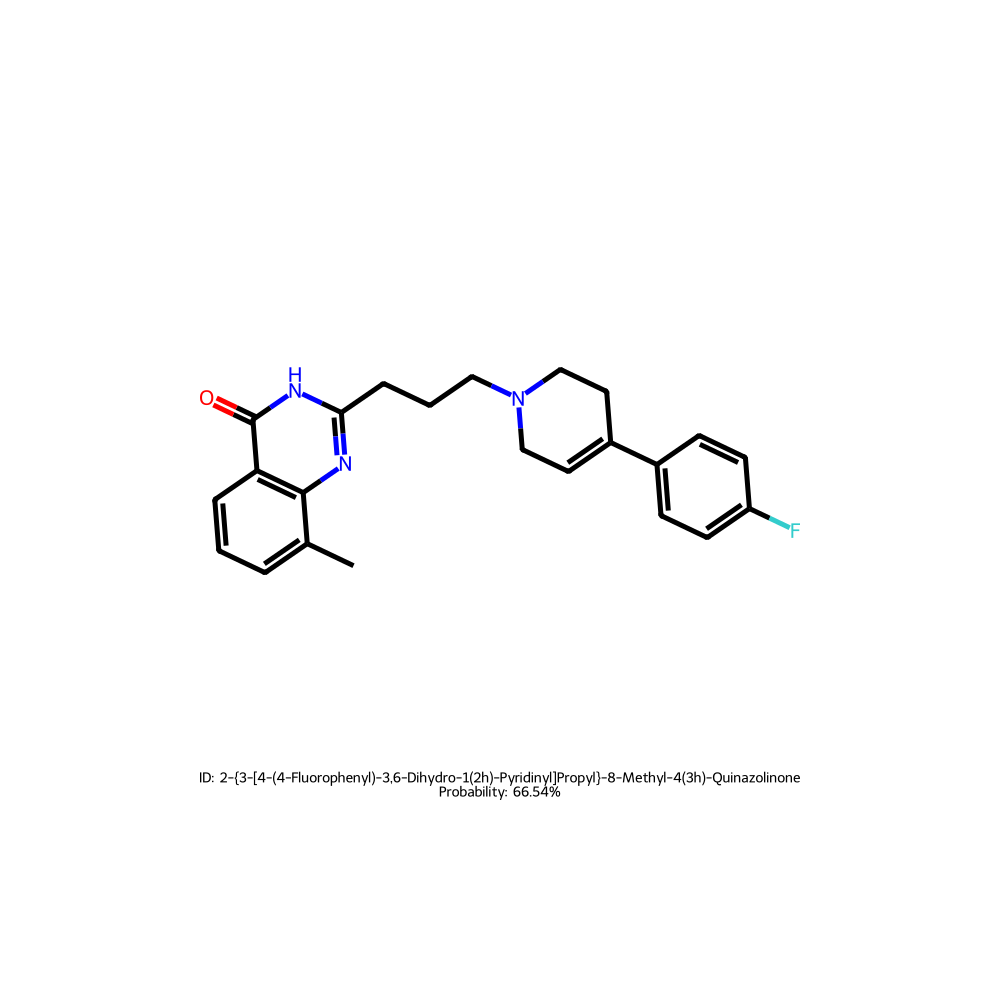 H
N
O
N
N
F
ID: 2-{3-[4-(4-Fluorophenyl)-3,6-Dihydro-1(2h)-Pyridinyl]Propyl}-8-Methyl-4(3h)-Quinazolinone
Probability: 66.54%